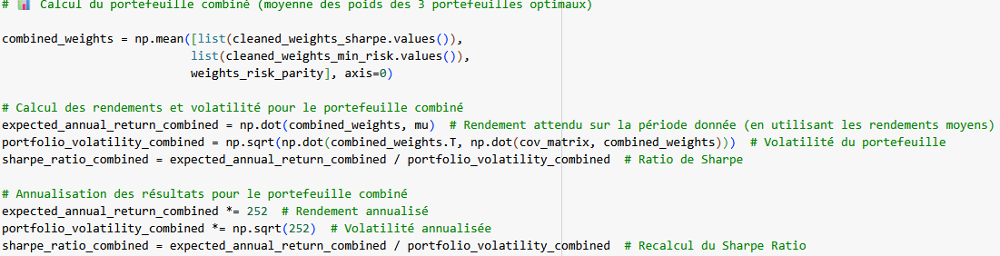 # 📊 Calcul du portefeuille combiné (moyenne des poids des 3 portefeuilles optimaux)
combined_weights = np.mean([list(cleaned_weights_sharpe.values()),
list(cleaned_weights_min_risk.values()),
weights_risk_parity], axis=0)
# Calcul des rendements et volatilité pour le portefeuille combiné
expected_annual_return_combined = np.dot(combined_weights, mu)  # Rendement attendu sur la période donnée (en utilisant les rendements moyens)
portfolio_volatility_combined = np.sqrt(np.dot(combined_weights.T, np.dot(cov_matrix, combined_weights)))  # Volatilité du portefeuille
sharpe_ratio_combined = expected_annual_return_combined / portfolio_volatility_combined  # Ratio de Sharpe
# Annualisation des résultats pour le portefeuille combiné
expected_annual_return_combined *= 252  # Rendement annualisé
portfolio_volatility_combined *= np.sqrt(252)  # Volatilité annualisée
sharpe_ratio_combined = expected_annual_return_combined / portfolio_volatility_combined  # Recalcul du Sharpe Ratio